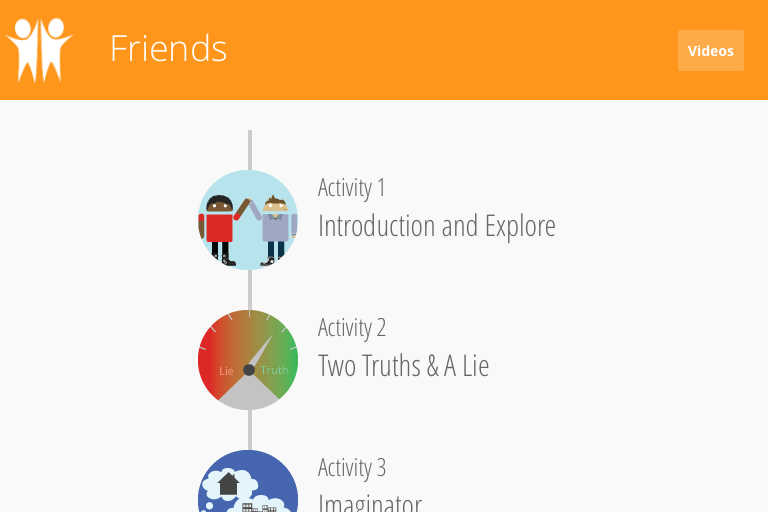 Friends
Videos
Activity 1
Introduction and Explore
Activity 2
Two Truths & A Lie
Lie
Truth
Activity 3
Imaginator